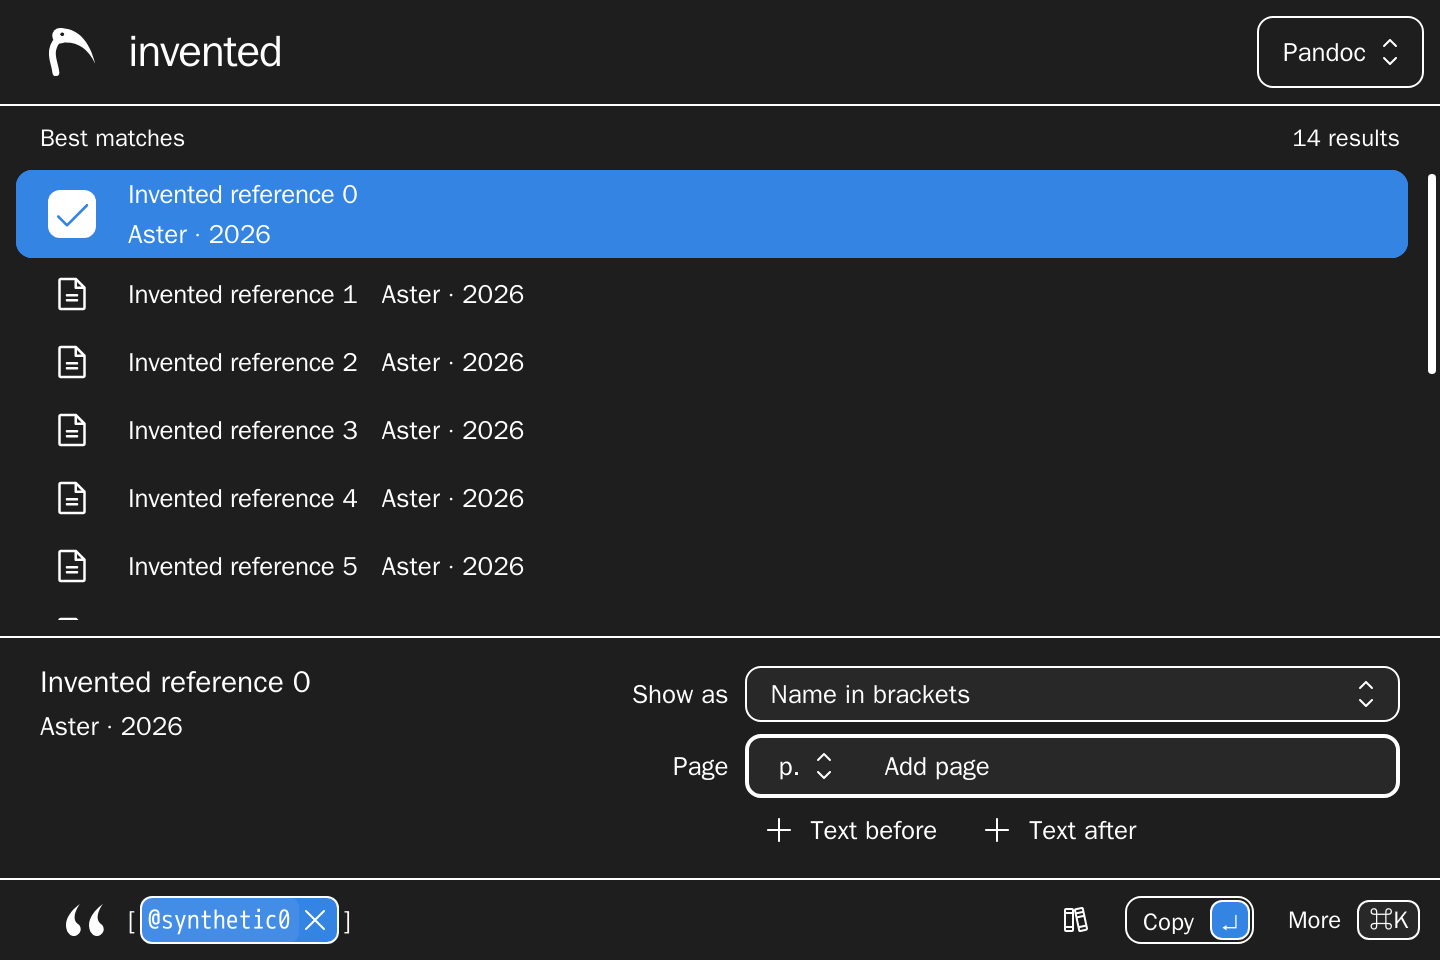 invented
Pandoc
Best matches
14 results
Invented reference 0
Aster · 2026
Invented reference 1 Aster · 2026
Invented reference 2 Aster · 2026
Invented reference 3 Aster · 2026
Invented reference 4 Aster · 2026
Invented reference 5 Aster · 2026
Invented reference 0
Aster · 2026
Show as Name in brackets
Page p. Add page
Text before Text after
[@synthetic0]
Copy More ⌘K